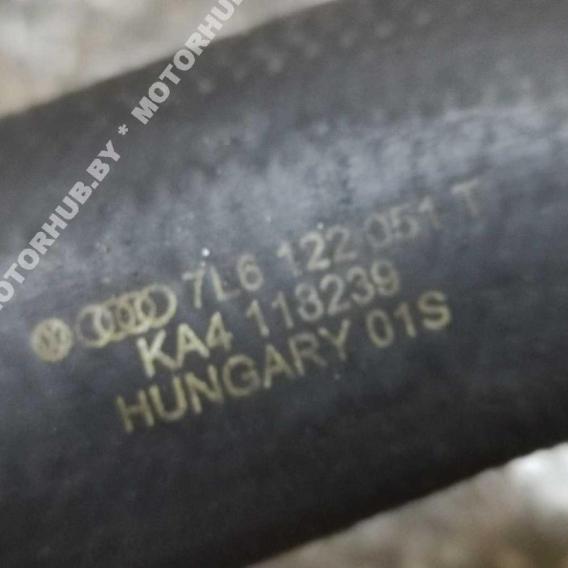 MOTORHUB.BY * MOTORHUB
7L6 122 051 T
KA4 118239
HUNGARY 01S